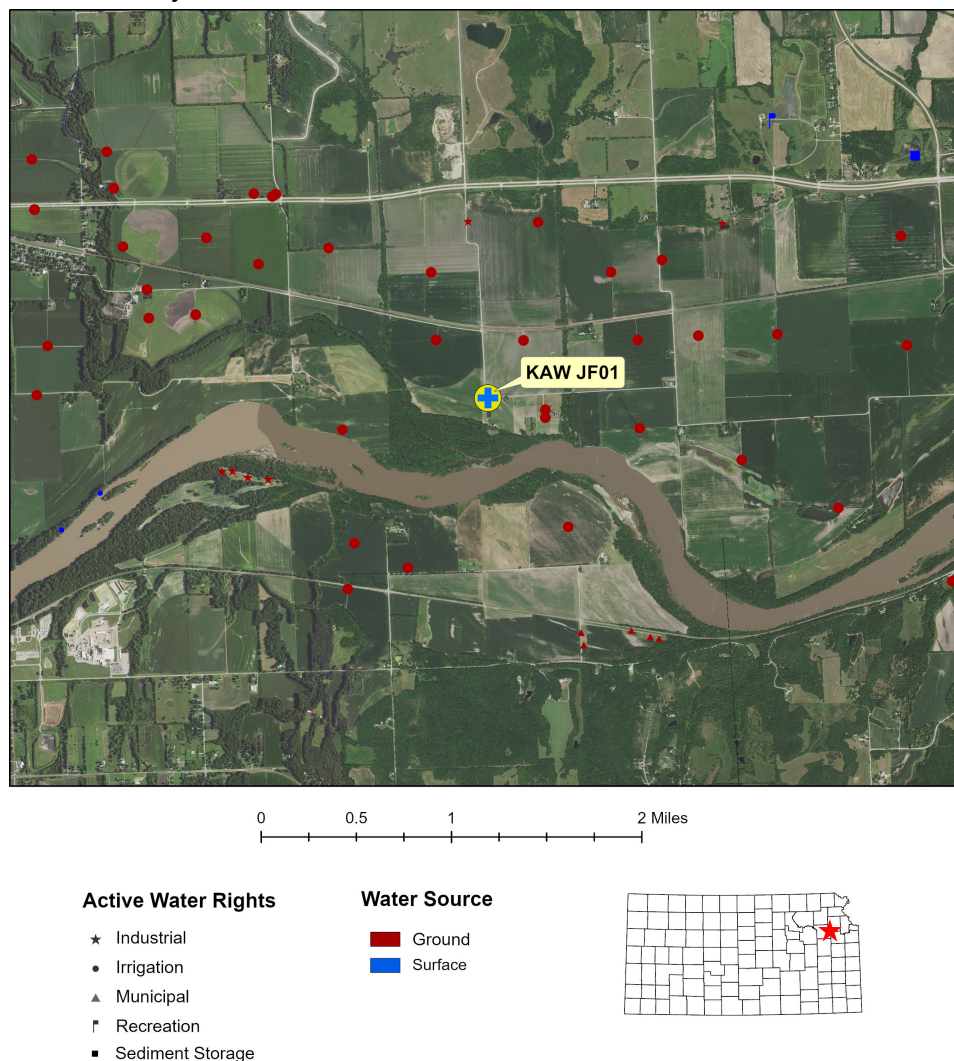 KAW JF01
0
0.5
1
2 Miles
Active Water Rights
Industrial
Irrigation
Municipal
Recreation
Sediment Storage
Water Source
Ground
Surface